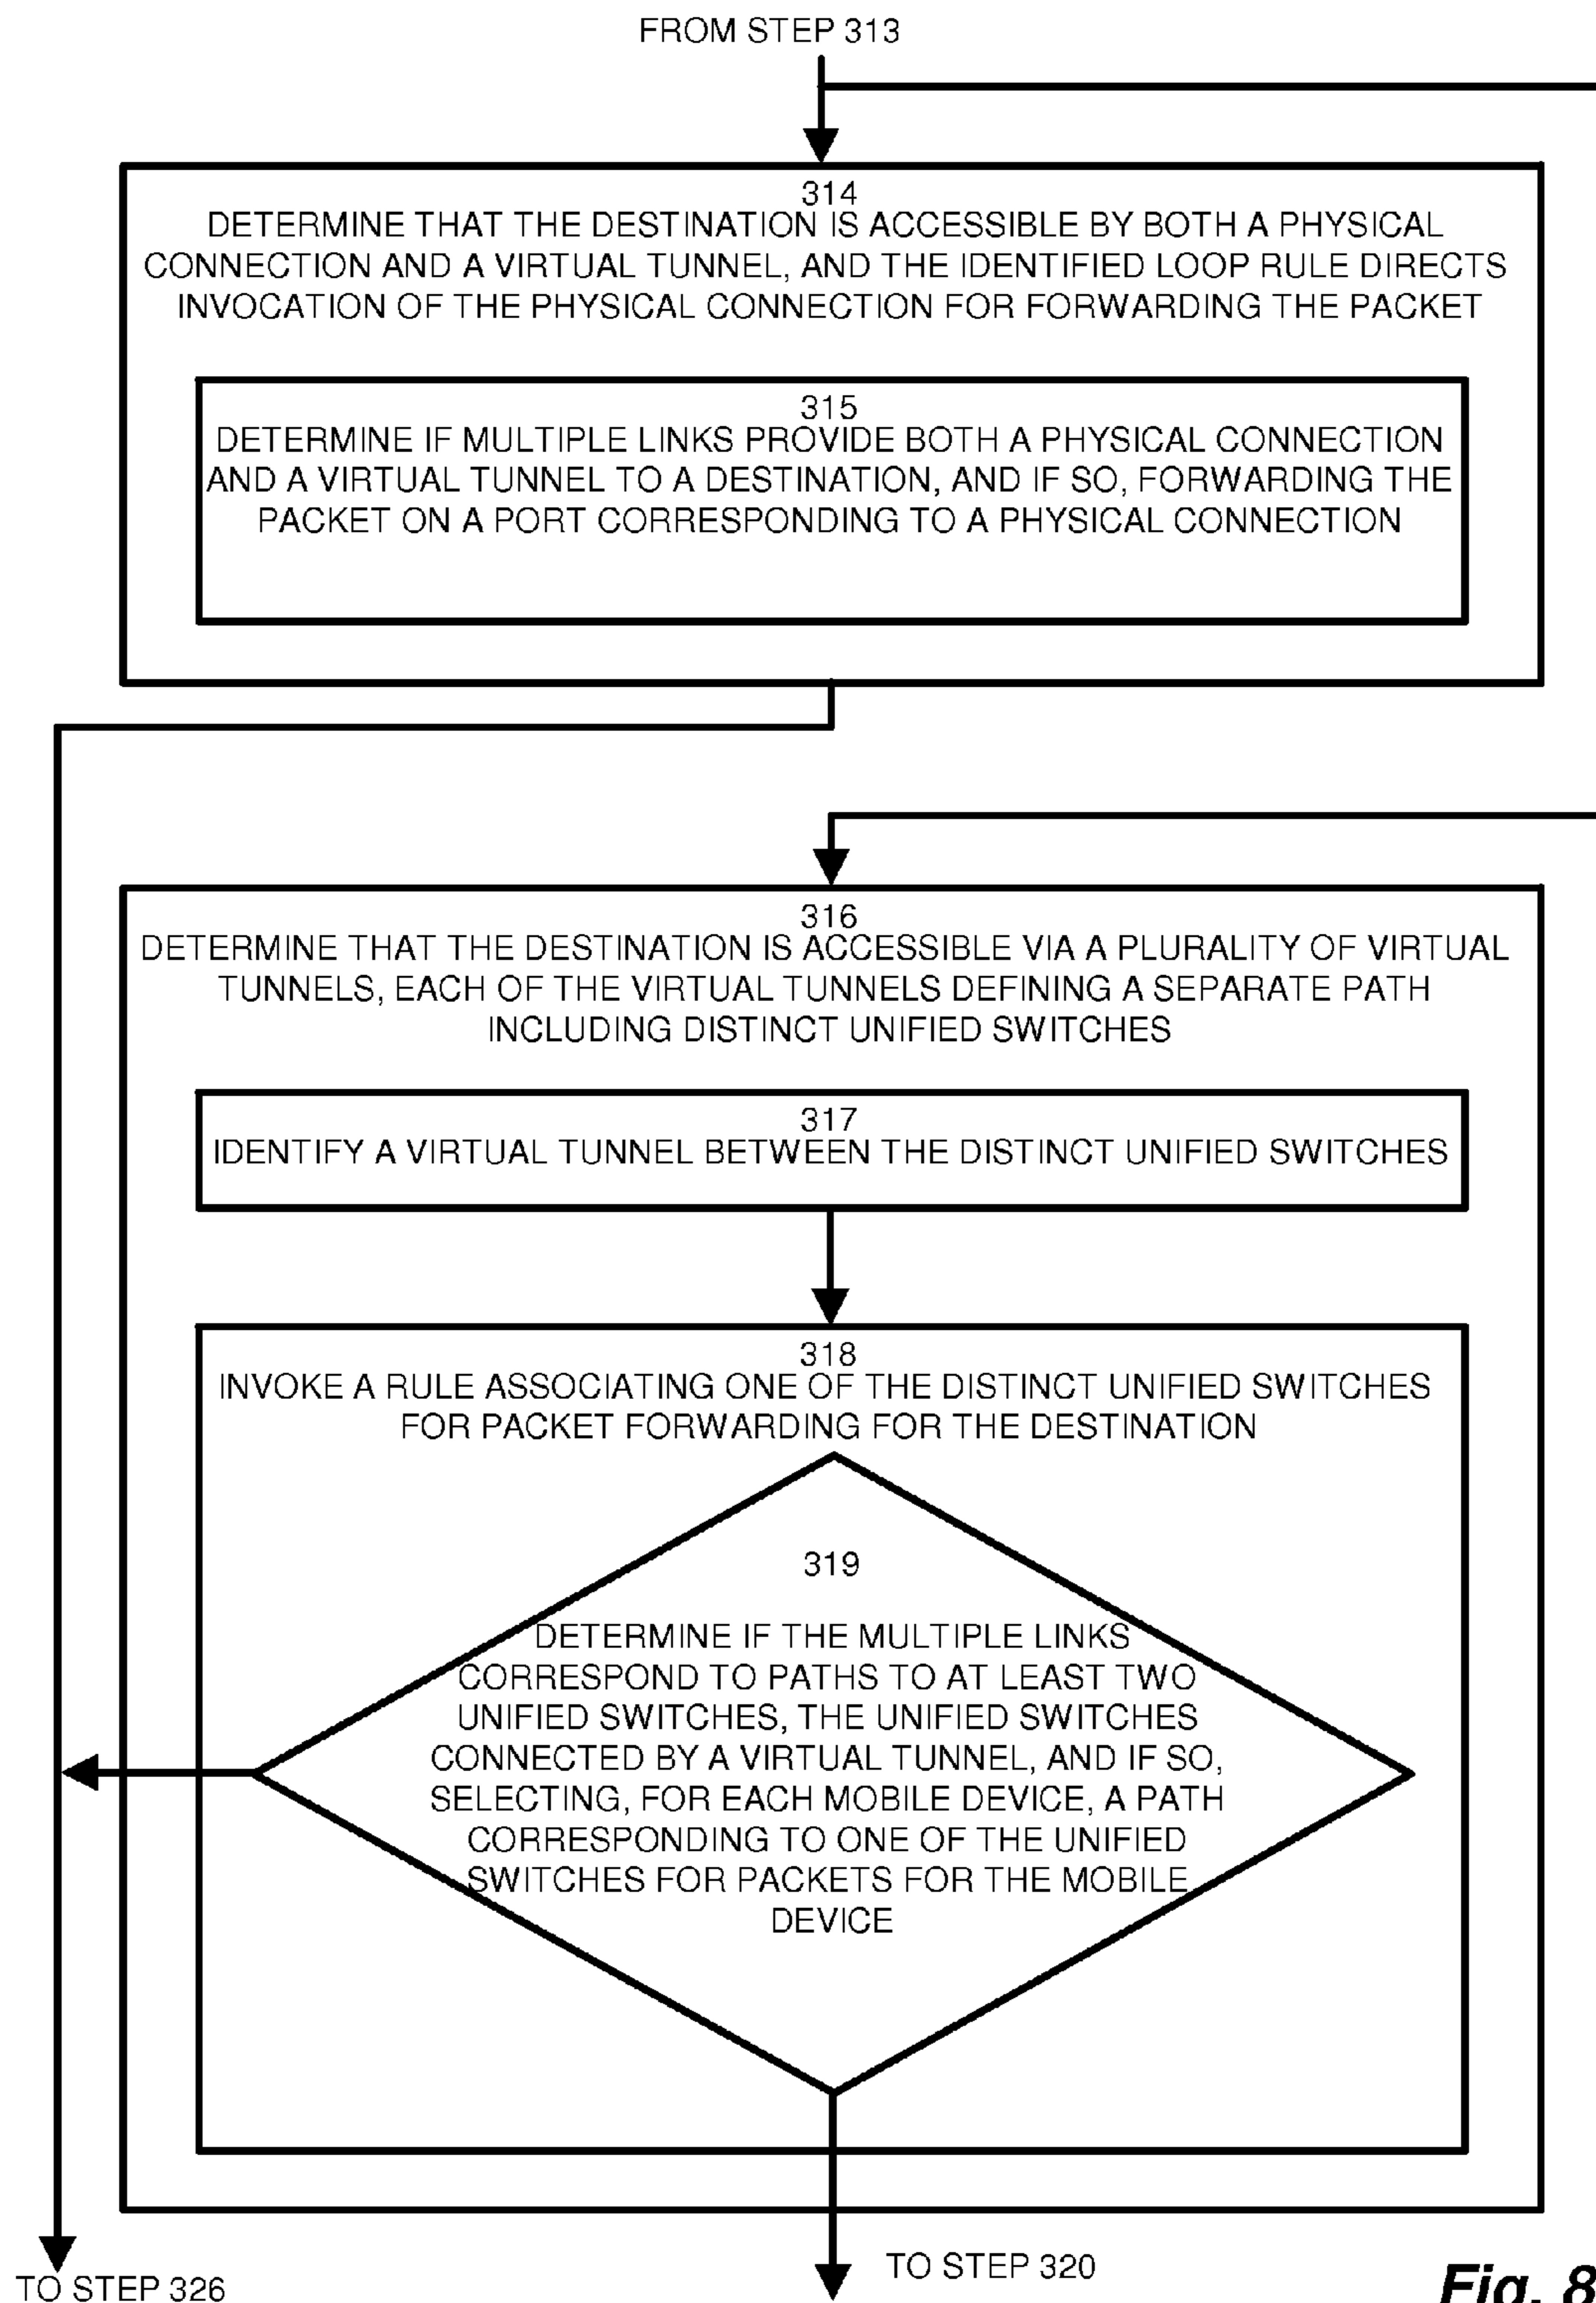 FROM STEP 313
314
DETERMINE THAT THE DESTINATION IS ACCESSIBLE BY BOTH A PHYSICAL
CONNECTION AND A VIRTUAL TUNNEL, AND THE IDENTIFIED LOOP RULE DIRECTS
INVOCATION OF THE PHYSICAL CONNECTION FOR FORWARDING THE PACKET
315
DETERMINE IF MULTIPLE LINKS PROVIDE BOTH A PHYSICAL CONNECTION
AND A VIRTUAL TUNNEL TO A DESTINATION, AND IF SO, FORWARDING THE
PACKET ON A PORT CORRESPONDING TO A PHYSICAL CONNECTION
316
DETERMINE THAT THE DESTINATION IS ACCESSIBLE VIA A PLURALITY OF VIRTUAL
TUNNELS, EACH OF THE VIRTUAL TUNNELS DEFINING A SEPARATE PATH
INCLUDING DISTINCT UNIFIED SWITCHES
317
IDENTIFY A VIRTUAL TUNNEL BETWEEN THE DISTINCT UNIFIED SWITCHES
318
INVOKE A RULE ASSOCIATING ONE OF THE DISTINCT UNIFIED SWITCHES
FOR PACKET FORWARDING FOR THE DESTINATION
319
DETERMINE IF THE MULTIPLE LINKS
CORRESPOND TO PATHS TO AT LEAST TWO
UNIFIED SWITCHES, THE UNIFIED SWITCHES
CONNECTED BY A VIRTUAL TUNNEL, AND IF SO,
SELECTING, FOR EACH MOBILE DEVICE, A PATH
CORRESPONDING TO ONE OF THE UNIFIED
SWITCHES FOR PACKETS FOR THE MOBILE
DEVICE
TO STEP 320
TO STEP 326
Fig. 8